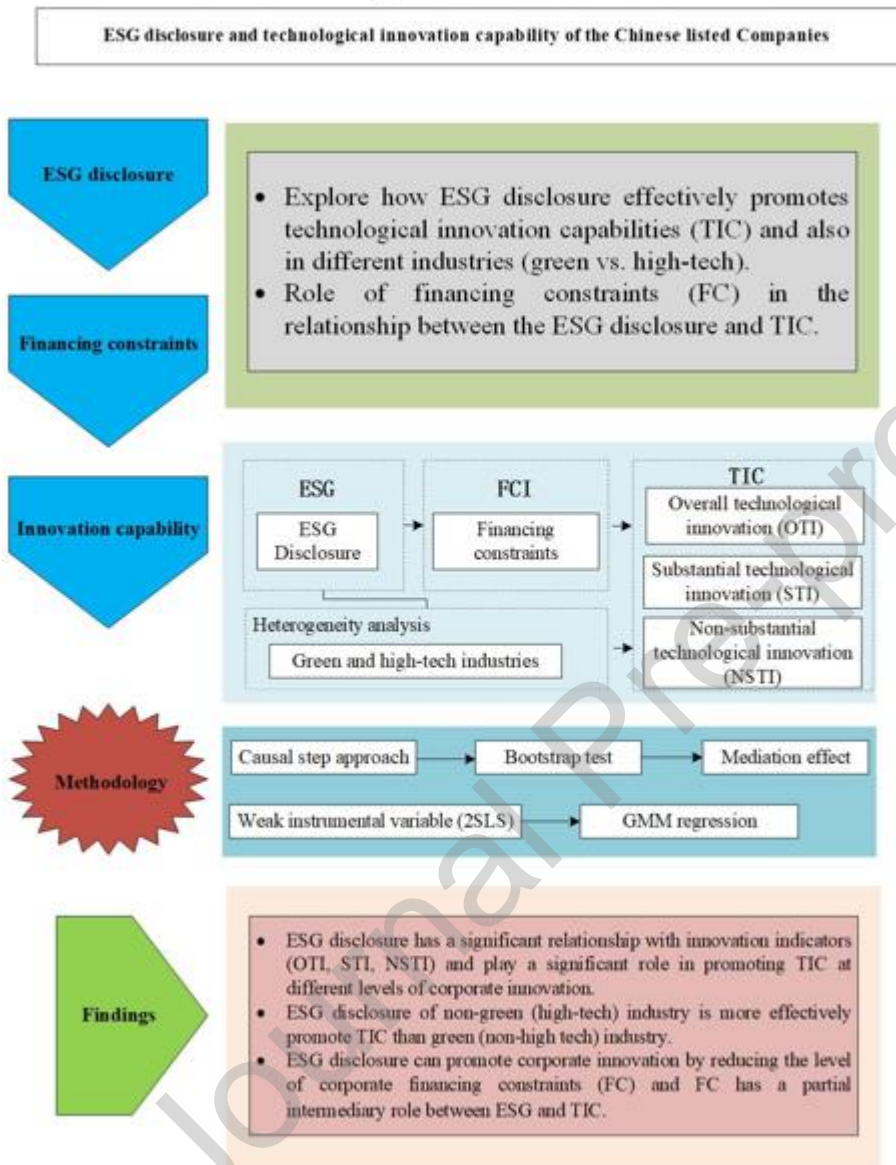 ESG disclosure and technological innovation capability of the Chinese listed Companies
ESG disclosure
• Explore how ESG disclosure effectively promotes
technological innovation capabilities (TIC) and also
in different industries (green vs. high-tech).
• Role of financing constraints (FC) in the
relationship between the ESG disclosure and TIC.
Financing constraints
Innovation capability
ESG
ESG
Disclosure
FCI
Financing
constraints
TIC
Overall technological
innovation (OTI)
Substantial technological
innovation (STI)
Non-substantial
technological innovation
(NSTI)
Heterogeneity analysis
Green and high-tech industries
Methodology
Causal step approach
Bootstrap test
Mediation effect
Weak instrumental variable (2SLS)
GMM regression
Findings
• ESG disclosure has a significant relationship with innovation indicators
(OTI, STI, NSTI) and play a significant role in promoting TIC at
different levels of corporate innovation.
• ESG disclosure of non-green (high-tech) industry is more effectively
promote TIC than green (non-high tech) industry.
• ESG disclosure can promote corporate innovation by reducing the level
of corporate financing constraints (FC) and FC has a partial
intermediary role between ESG and TIC.
Journal Pre-pr